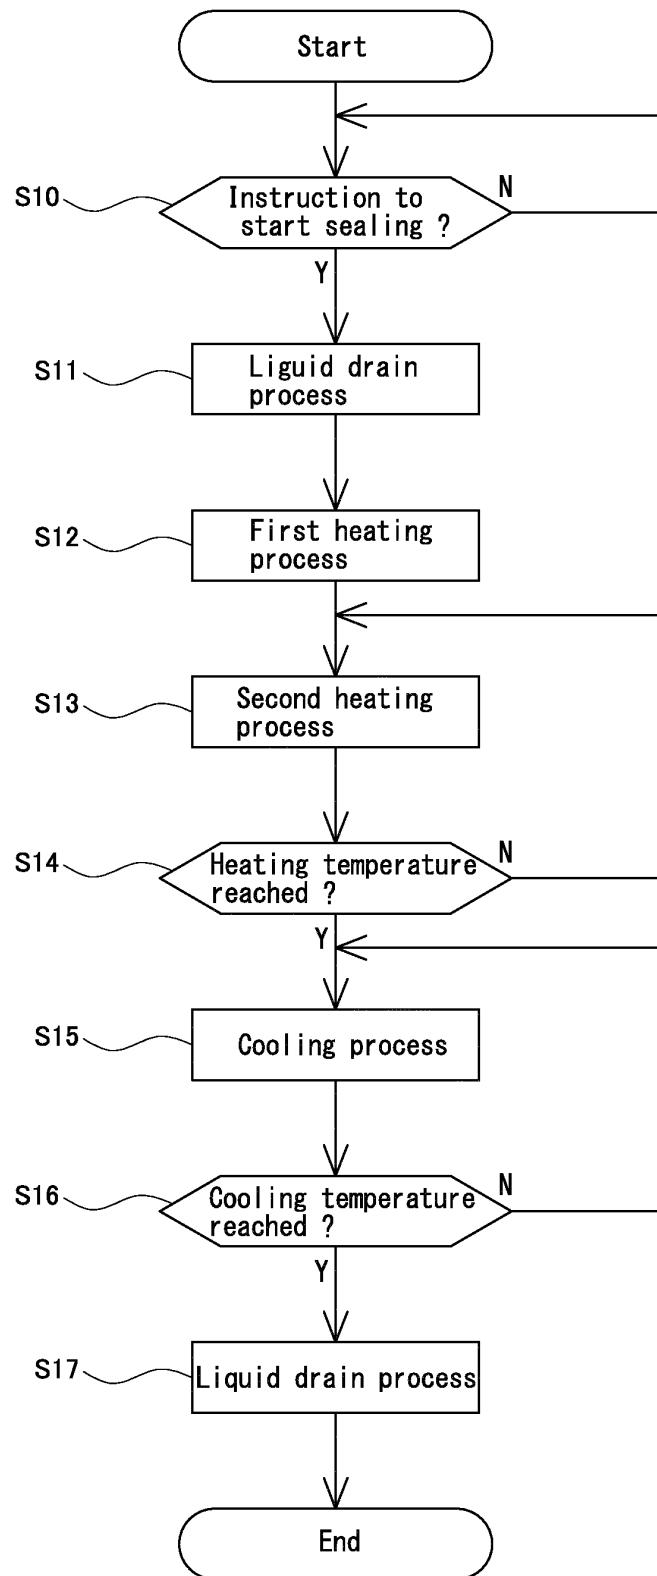 Start
S10
Instruction to
start sealing ?
N
Y
S11
Liguid drain
process
S12
First heating
process
S13
Second heating
process
S14
Heating temperature
reached ?
N
Y
S15
Cooling process
S16
Cooling temperature
reached ?
N
Y
S17
Liquid drain process
End